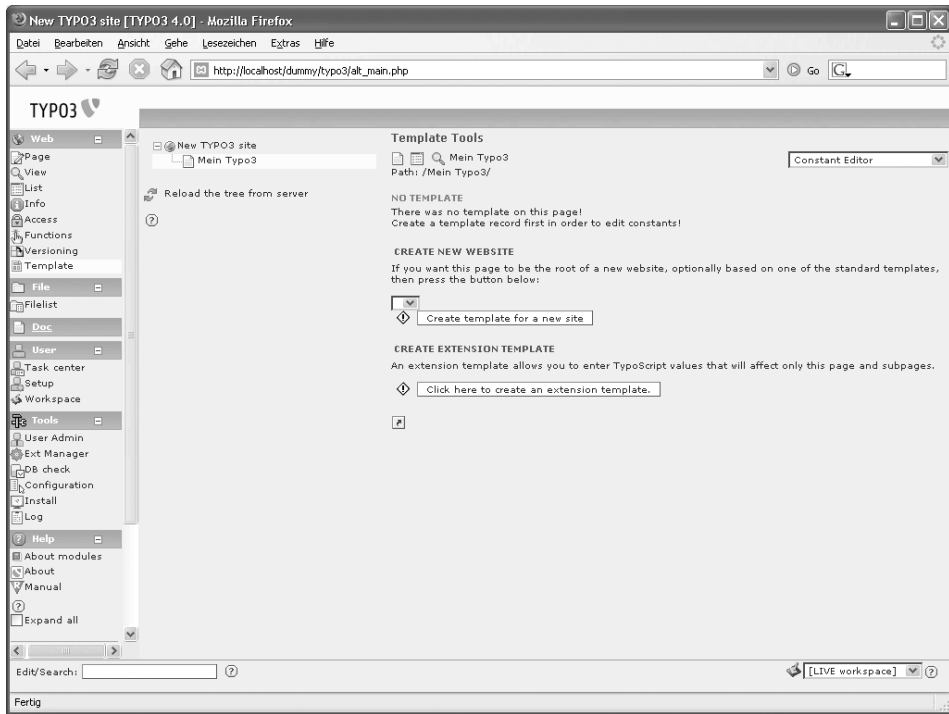 New TYPO3 site [TYPO3 4.0] - Mozilla Firefox
Datei Bearbeiten Ansicht Gehe Lesezeichen Extras Hilfe
http://localhost/dummy/typo3/alt_main.php Go G
TYPO3
Web
Page
View
List
Info
Access
Functions
Versioning
Template
File
Filelist
Doc
User
Task center
Setup
Workspace
Tools
User Admin
Ext Manager
DB check
Configuration
Install
Log
Help
About modules
About
Manual
Expand all
New TYPO3 site
Mein Typo3
Reload the tree from server
Template Tools
Mein Typo3
Path: /Mein Typo3/
Constant Editor
NO TEMPLATE
There was no template on this page!
Create a template record first in order to edit constants!
CREATE NEW WEBSITE
If you want this page to be the root of a new website, optionally based on one of the standard templates,
then press the button below:
Create template for a new site
CREATE EXTENSION TEMPLATE
An extension template allows you to enter TypoScript values that will affect only this page and subpages.
Click here to create an extension template.
Edit/Search:
[LIVE workspace]
Fertig